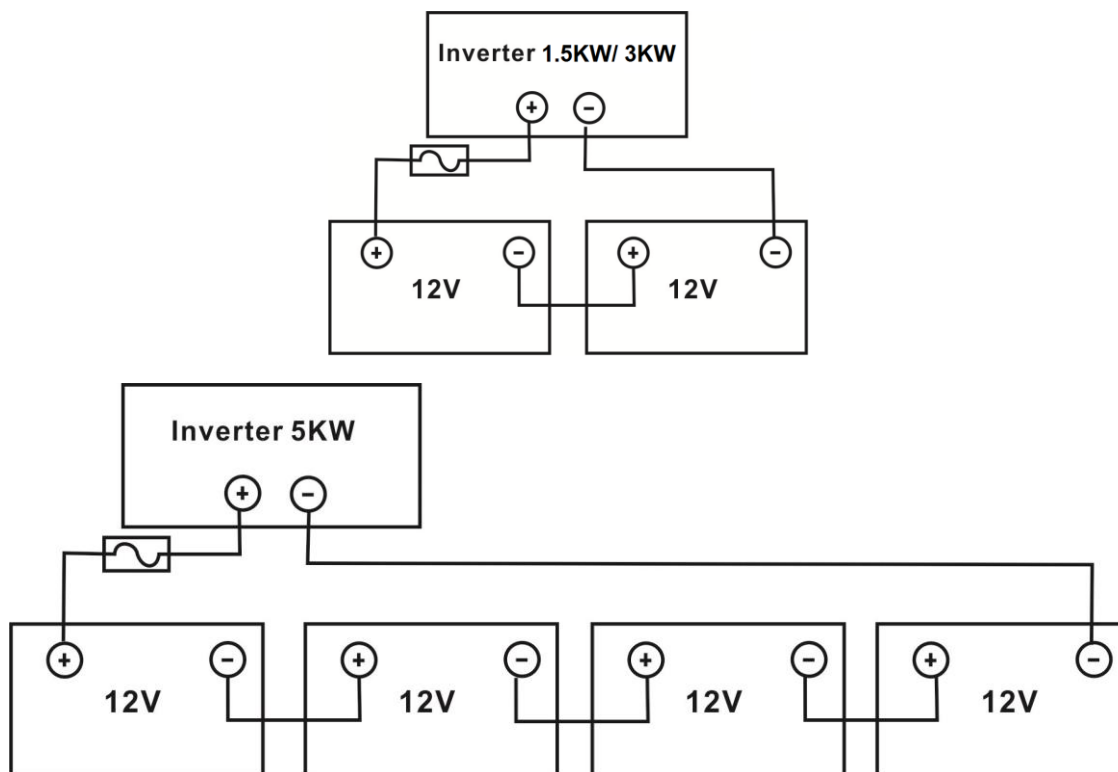 Inverter 1.5KW/ 3KW
+ -
+ - + -
12V 12V
Inverter 5KW
+ -
+ - + - + - + -
12V 12V 12V 12V